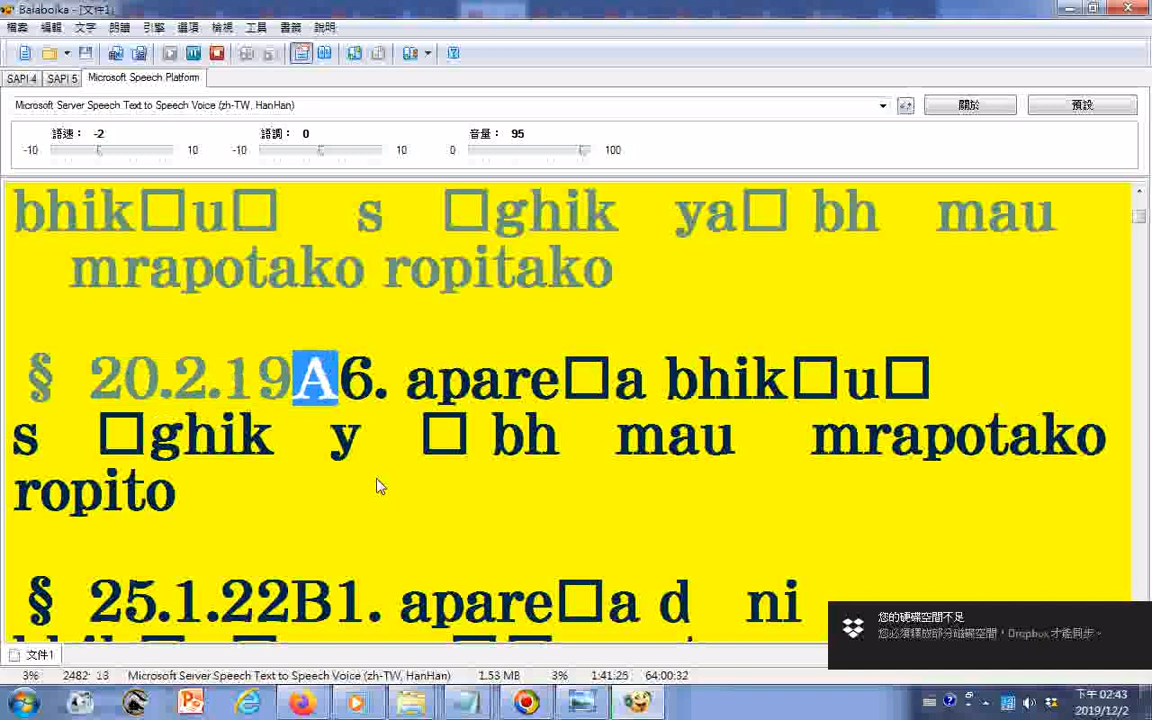 Balabolka - [文件1]
檔案 編輯 文字 朗讀 引擎 選項 檢視 工具 書籤 說明
SAPI 4 SAPI 5 Microsoft Speech Platform
Microsoft Server Speech Text to Speech Voice (zh-TW, HanHan) 關於 預設
語速: -2 語調: 0 音量: 95
-10 10 -10 10 0 100
bhik□u□ s □ghik ya□ bh mau
mrapotako ropitako
§ 20.2.19A6. apare□a bhik□u□
s □ghik y □ bh mau mrapotako
ropito
§ 25.1.22B1. apare□a d ni
您的硬碟空間不足
您必須釋放部分磁碟空間，Dropbox 才能同步。
文件1
3% 2482: 13 Microsoft Server Speech Text to Speech Voice (zh-TW, HanHan) 1.53 MB 3% 1:41:25 64:00:32
下午 02:43
2019/12/2